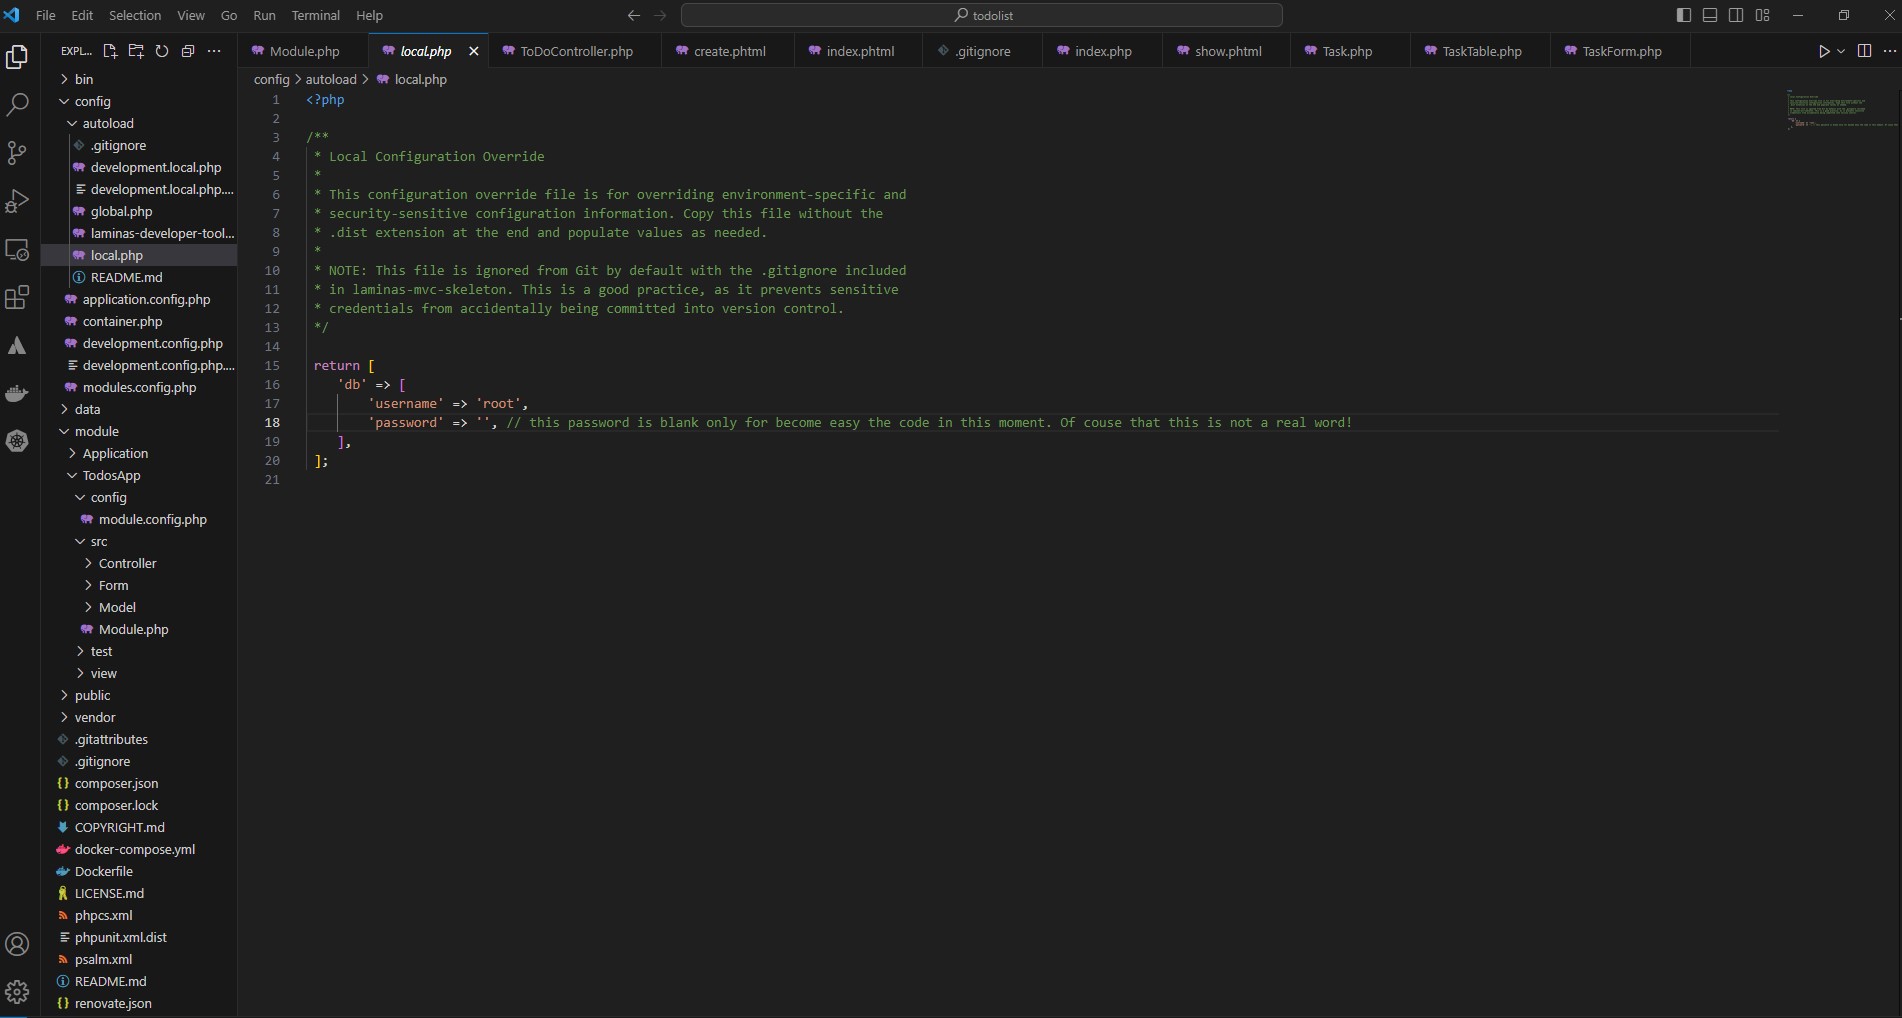 File Edit Selection View Go Run Terminal Help
todolist
EXPL...
Module.php
local.php
ToDoController.php
create.phtml
index.phtml
.gitignore
index.php
show.phtml
Task.php
TaskTable.php
TaskForm.php
bin
config
autoload
.gitignore
development.local.php
development.local.php....
global.php
laminas-developer-tool...
local.php
README.md
application.config.php
container.php
development.config.php
development.config.php....
modules.config.php
data
module
Application
TodosApp
config
module.config.php
src
Controller
Form
Model
Module.php
test
view
public
vendor
.gitattributes
.gitignore
composer.json
composer.lock
COPYRIGHT.md
docker-compose.yml
Dockerfile
LICENSE.md
phpcs.xml
phpunit.xml.dist
psalm.xml
README.md
renovate.json
config > autoload > local.php
1 <?php
2
3 /**
4 * Local Configuration Override
5 *
6 * This configuration override file is for overriding environment-specific and
7 * security-sensitive configuration information. Copy this file without the
8 * .dist extension at the end and populate values as needed.
9 *
10 * NOTE: This file is ignored from Git by default with the .gitignore included
11 * in laminas-mvc-skeleton. This is a good practice, as it prevents sensitive
12 * credentials from accidentally being committed into version control.
13 */
14
15 return [
16 'db' => [
17 'username' => 'root',
18 'password' => '', // this password is blank only for become easy the code in this moment. Of couse that this is not a real word!
19 ],
20 ];
21